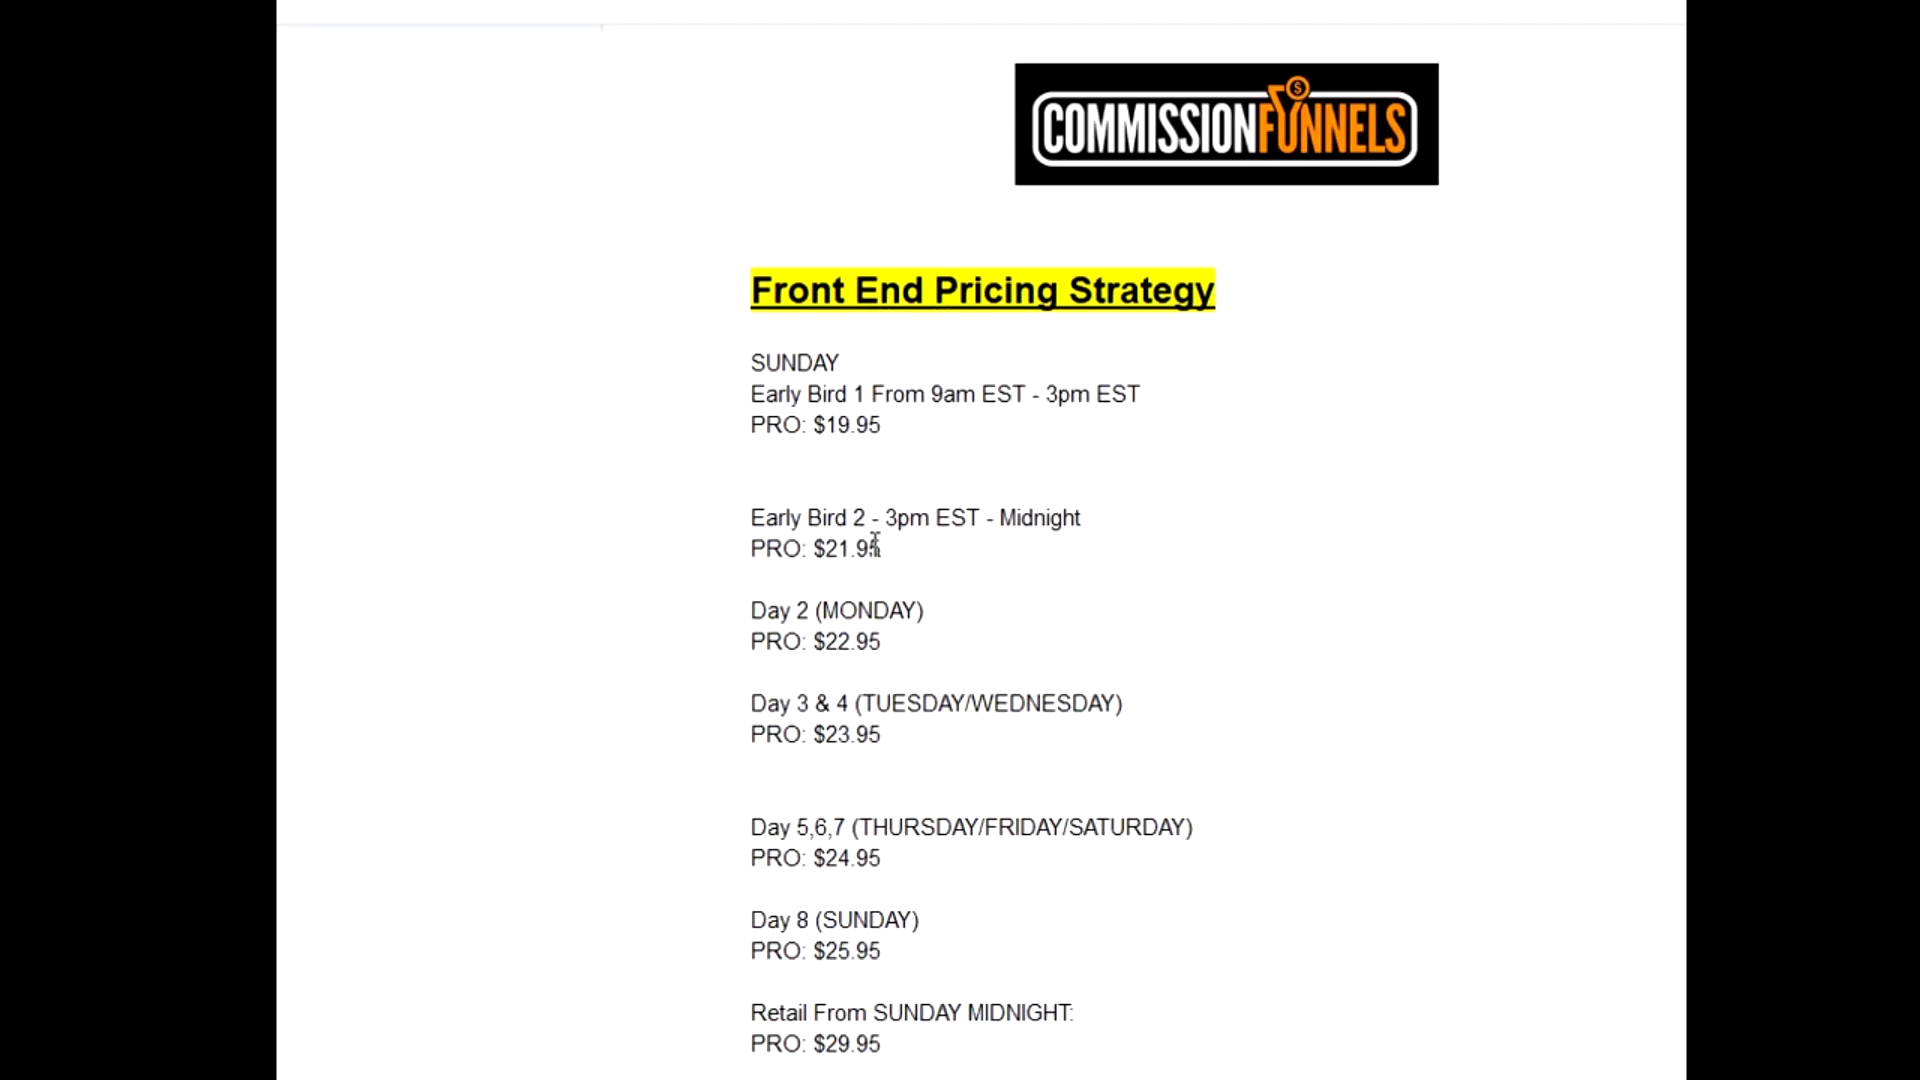 COMMISSIONFUNNELS
Front End Pricing Strategy
SUNDAY
Early Bird 1 From 9am EST - 3pm EST
PRO: $19.95
Early Bird 2 - 3pm EST - Midnight
PRO: $21.95
Day 2 (MONDAY)
PRO: $22.95
Day 3 & 4 (TUESDAY/WEDNESDAY)
PRO: $23.95
Day 5,6,7 (THURSDAY/FRIDAY/SATURDAY)
PRO: $24.95
Day 8 (SUNDAY)
PRO: $25.95
Retail From SUNDAY MIDNIGHT:
PRO: $29.95